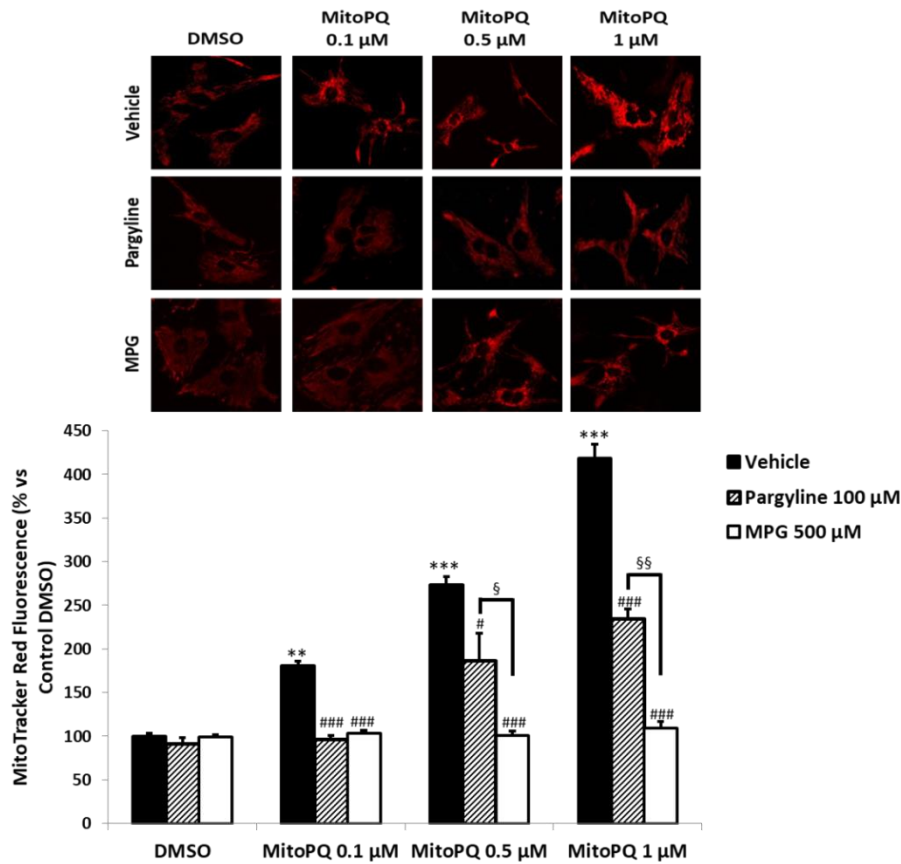 DMSO
MitoPQ
0.1 µM
MitoPQ
0.5 µM
MitoPQ
1 µM
Vehicle
Pargyline
MPG
MitoTracker Red Fluorescence (% vs
Control DMSO)
450
400
350
300
250
200
150
100
50
0
**
###
###
***
§
#
###
***
§§
###
###
Vehicle
Pargyline 100 µM
MPG 500 µM
DMSO
MitoPQ 0.1 µM
MitoPQ 0.5 µM
MitoPQ 1 µM